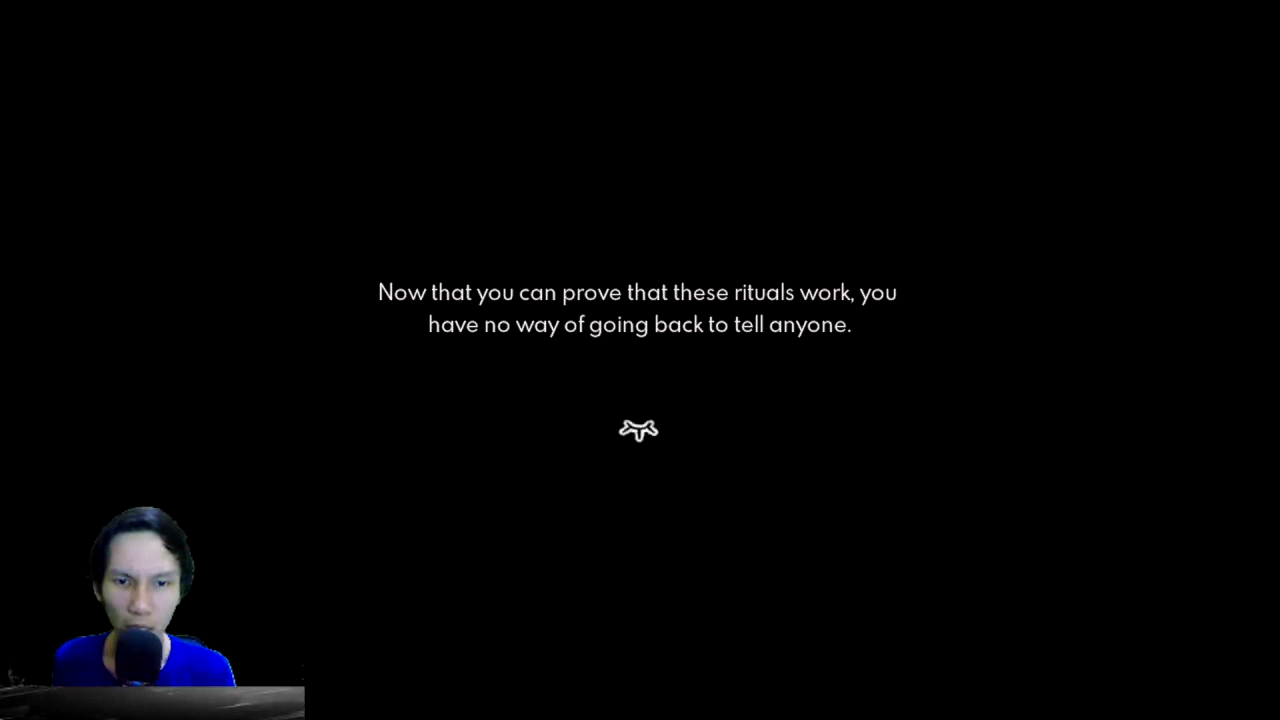 Now that you can prove that these rituals work, you
have no way of going back to tell anyone.